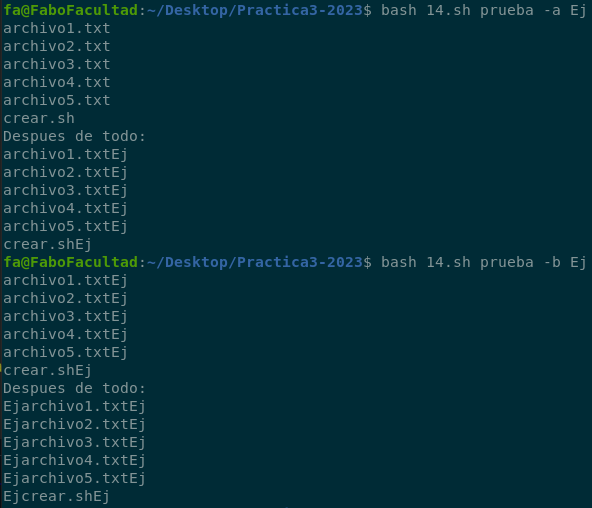 fa@FaboFacultad:~/Desktop/Practica3-2023$ bash 14.sh prueba -a Ej
archivo1.txt
archivo2.txt
archivo3.txt
archivo4.txt
archivo5.txt
crear.sh
Despues de todo:
archivo1.txtEj
archivo2.txtEj
archivo3.txtEj
archivo4.txtEj
archivo5.txtEj
crear.shEj
fa@FaboFacultad:~/Desktop/Practica3-2023$ bash 14.sh prueba -b Ej
archivo1.txtEj
archivo2.txtEj
archivo3.txtEj
archivo4.txtEj
archivo5.txtEj
crear.shEj
Despues de todo:
Ejarchivo1.txtEj
Ejarchivo2.txtEj
Ejarchivo3.txtEj
Ejarchivo4.txtEj
Ejarchivo5.txtEj
Ejcrear.shEj